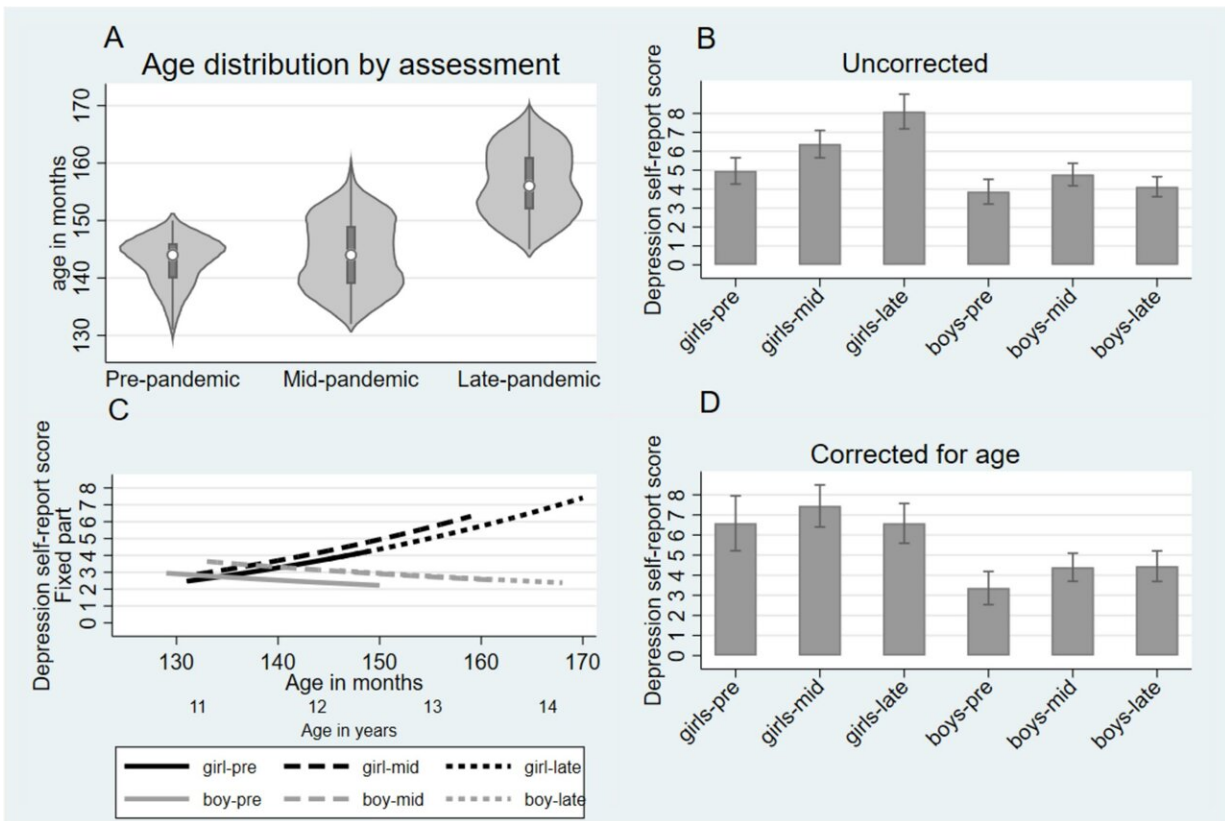 A
Age distribution by assessment
age in months
170
160
150
140
130
Pre-pandemic Mid-pandemic Late-pandemic
B
Uncorrected
Depression self-report score
8
7
6
5
4
3
2
1
0
girls-pre
girls-mid
girls-late
boys-pre
boys-mid
boys-late
C
Depression self-report score
Fixed part
8
7
6
5
4
3
2
1
0
130 140 150 160 170
Age in months
11 12 13 14
Age in years
girl-pre girl-mid girl-late
boy-pre boy-mid boy-late
D
Corrected for age
Depression self-report score
8
7
6
5
4
3
2
1
0
girls-pre
girls-mid
girls-late
boys-pre
boys-mid
boys-late